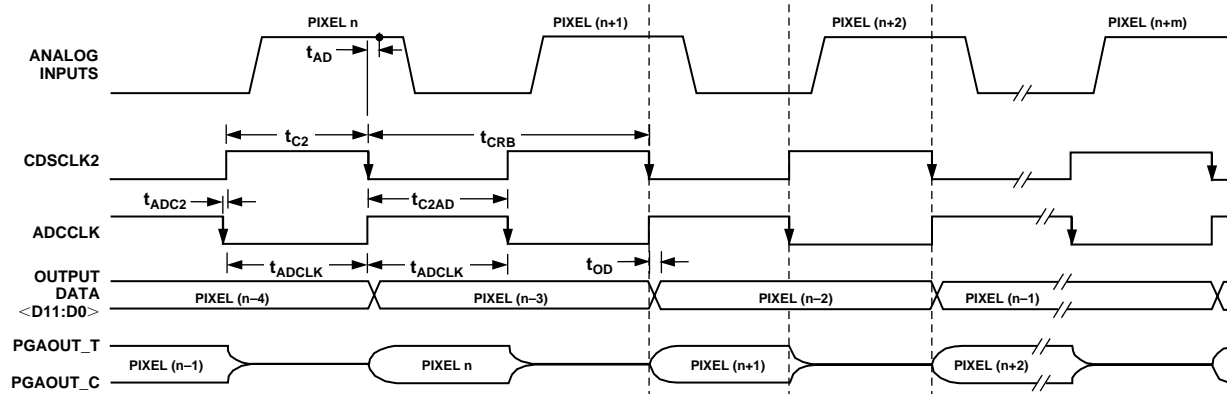 PIXEL n PIXEL (n+1) PIXEL (n+2) PIXEL (n+m)
ANALOG
INPUTS
tAD
tC2 tCRB
CDSCLK2
tADC2 tC2AD
ADCCLK
tADCLK tADCLK tOD
OUTPUT
DATA
<D11:D0>
PIXEL (n–4) PIXEL (n–3) PIXEL (n–2) PIXEL (n–1)
PGAOUT_T
PIXEL (n–1) PIXEL n PIXEL (n+1) PIXEL (n+2)
PGAOUT_C